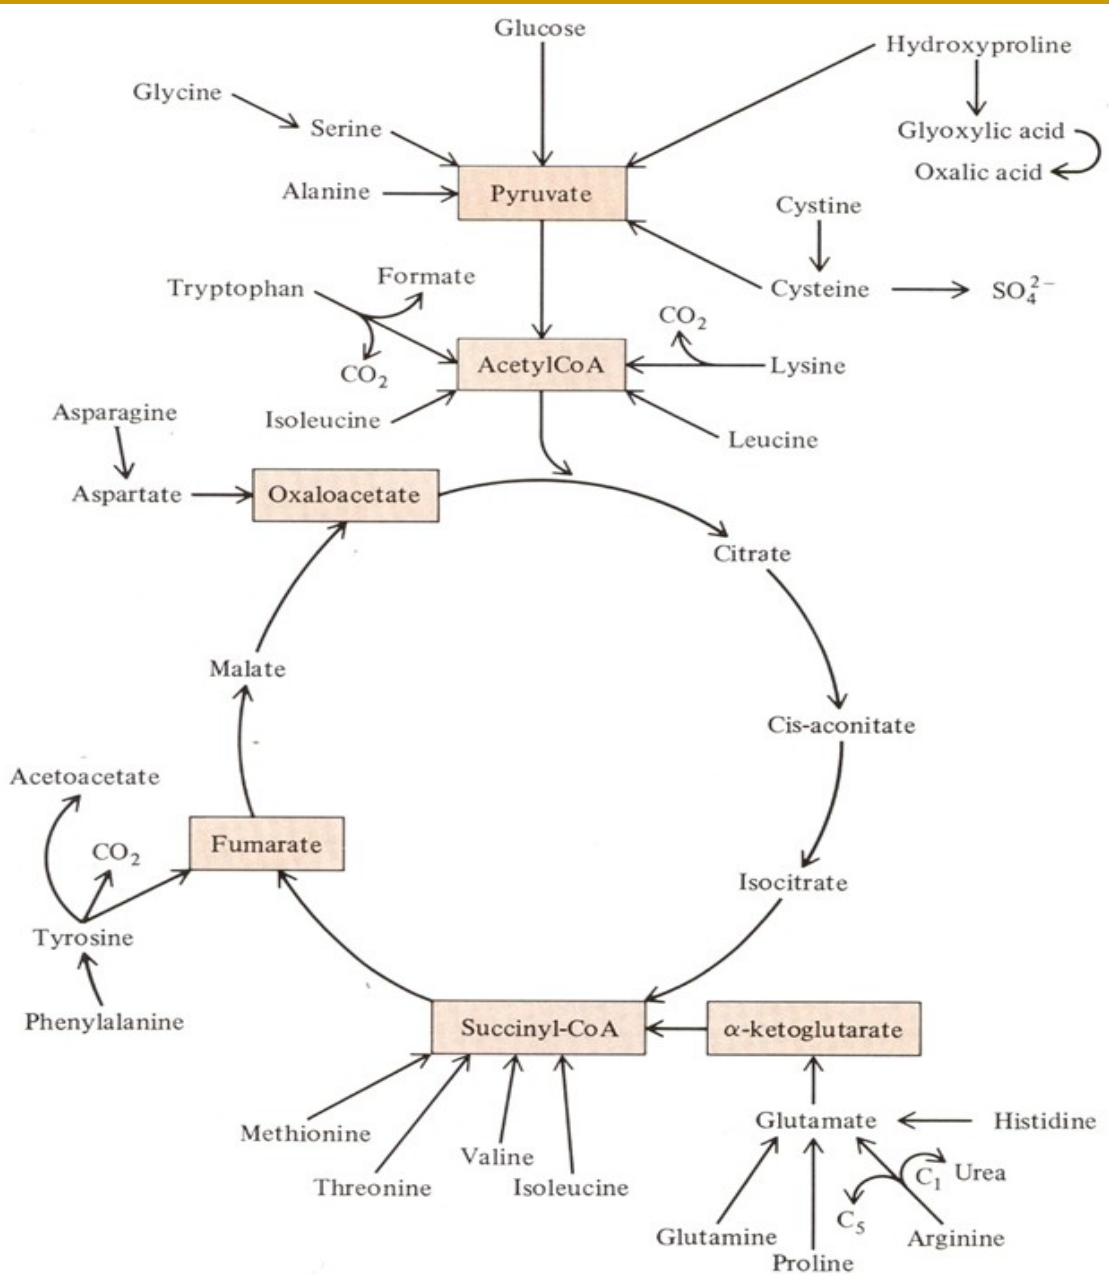 Glucose
Hydroxyproline
Glycine
Serine
Glyoxylic acid
Oxalic acid
Alanine
Pyruvate
Cystine
Tryptophan
Formate
Cysteine
SO₄²⁻
CO₂
CO₂
AcetylCoA
Lysine
Isoleucine
Leucine
Asparagine
Aspartate
Oxaloacetate
Citrate
Malate
Cis-aconitate
Acetoacetate
CO₂
Fumarate
Isocitrate
Tyrosine
Phenylalanine
Succinyl-CoA
α-ketoglutarate
Methionine
Threonine
Valine
Isoleucine
Glutamate
Histidine
C₁
Urea
C₅
Glutamine
Proline
Arginine